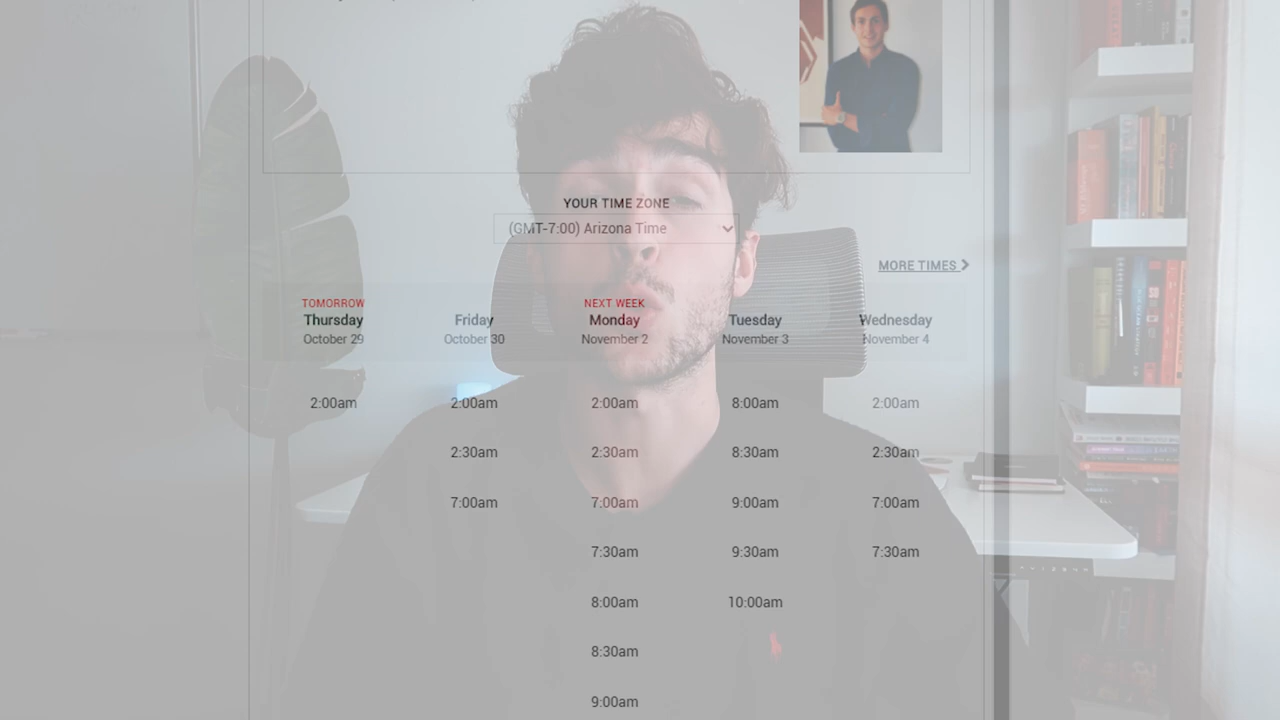 YOUR TIME ZONE
(GMT-7:00) Arizona Time
MORE TIMES
TOMORROW NEXT WEEK
Thursday Friday Monday Tuesday Wednesday
October 29 October 30 November 2 November 3 November 4
2:00am 2:00am 2:00am 8:00am 2:00am
2:30am 2:30am 8:30am 2:30am
7:00am 7:00am 9:00am 7:00am
7:30am 9:30am 7:30am
8:00am 10:00am
8:30am
9:00am